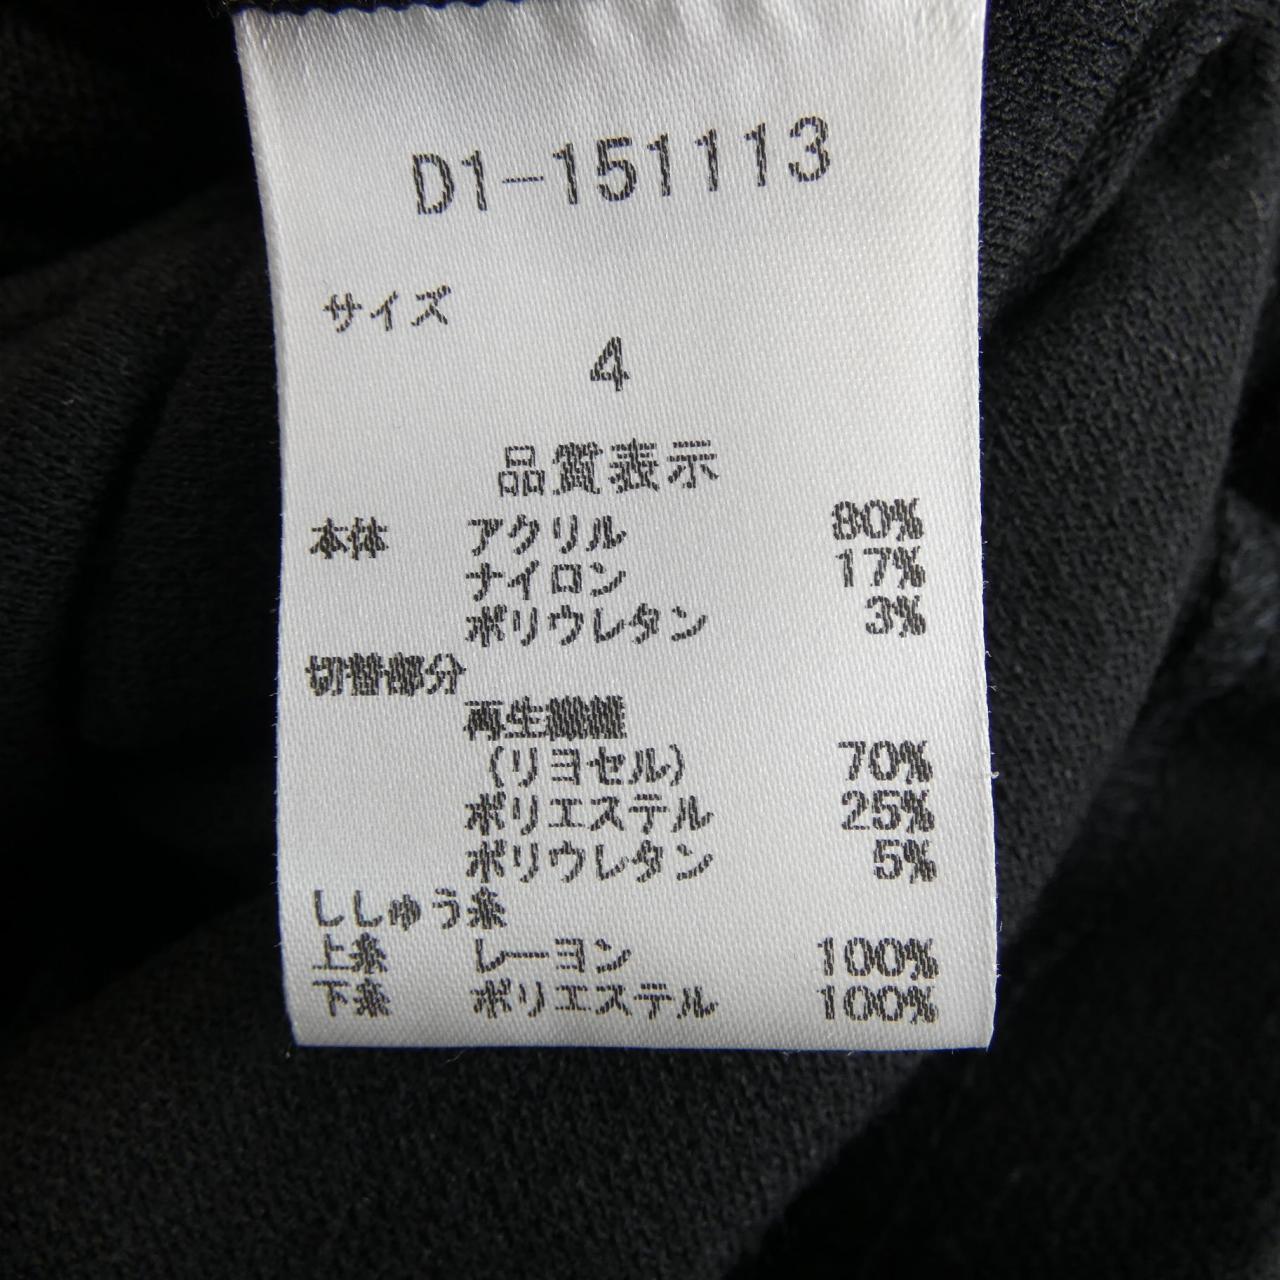 D1-151113
サイズ
4
品質表示
本体 アクリル 80%
ナイロン 17%
ポリウレタン 3%
切替部分
再生繊維
(リヨセル) 70%
ポリエステル 25%
ポリウレタン 5%
ししゅう糸
上糸 レーヨン 100%
下糸 ポリエステル 100%